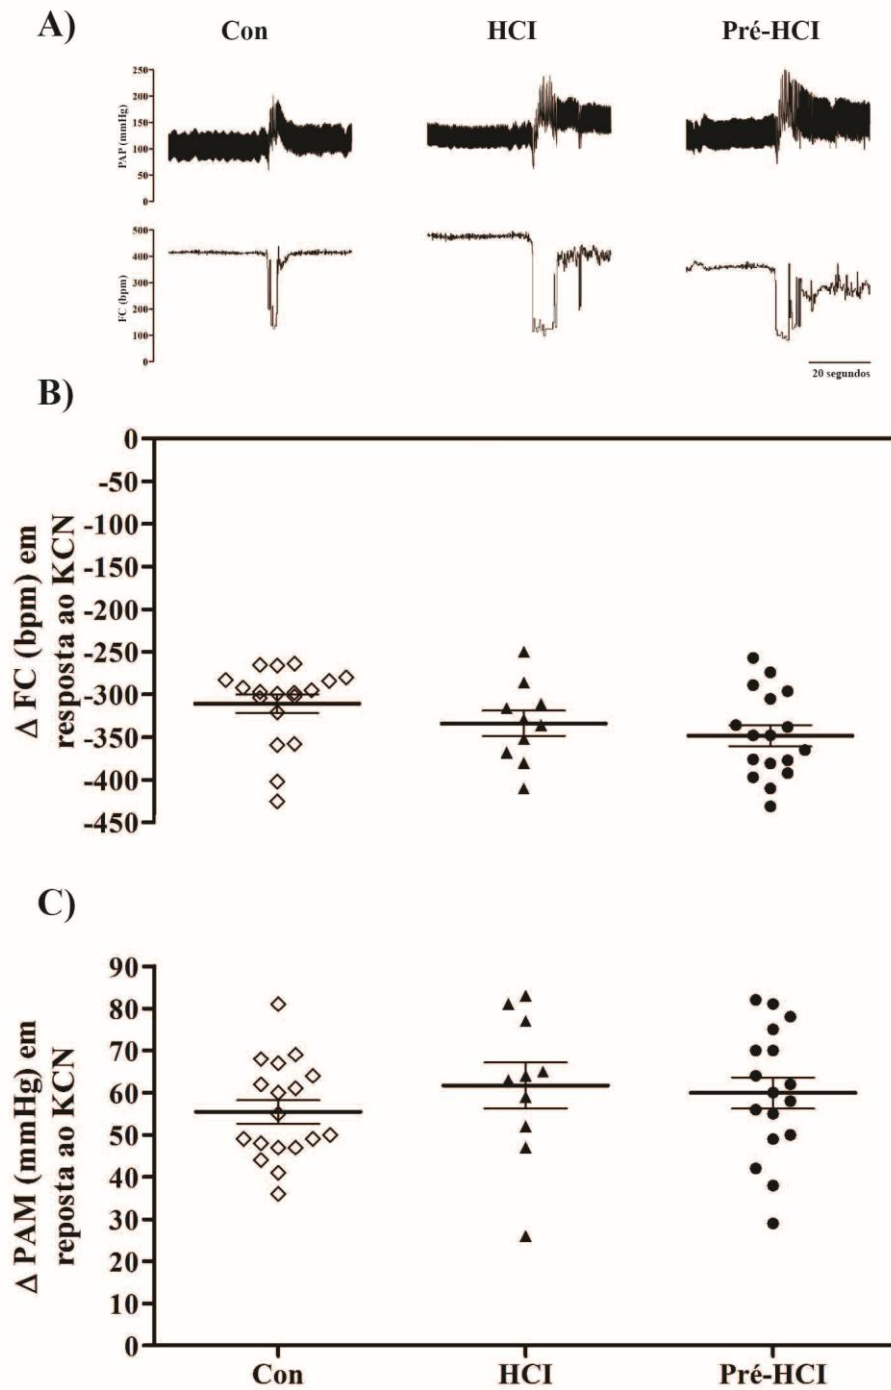 A)
Con HCI Pré-HCI
PAP (mmHg)
250
200
150
100
50
0
FC (bpm)
500
400
300
200
100
0
20 segundos
B)
Δ FC (bpm) em
resposta ao KCN
0
-50
-100
-150
-200
-250
-300
-350
-400
-450
C)
Δ PAM (mmHg) em
reposta ao KCN
90
80
70
60
50
40
30
20
10
0
Con HCI Pré-HCI